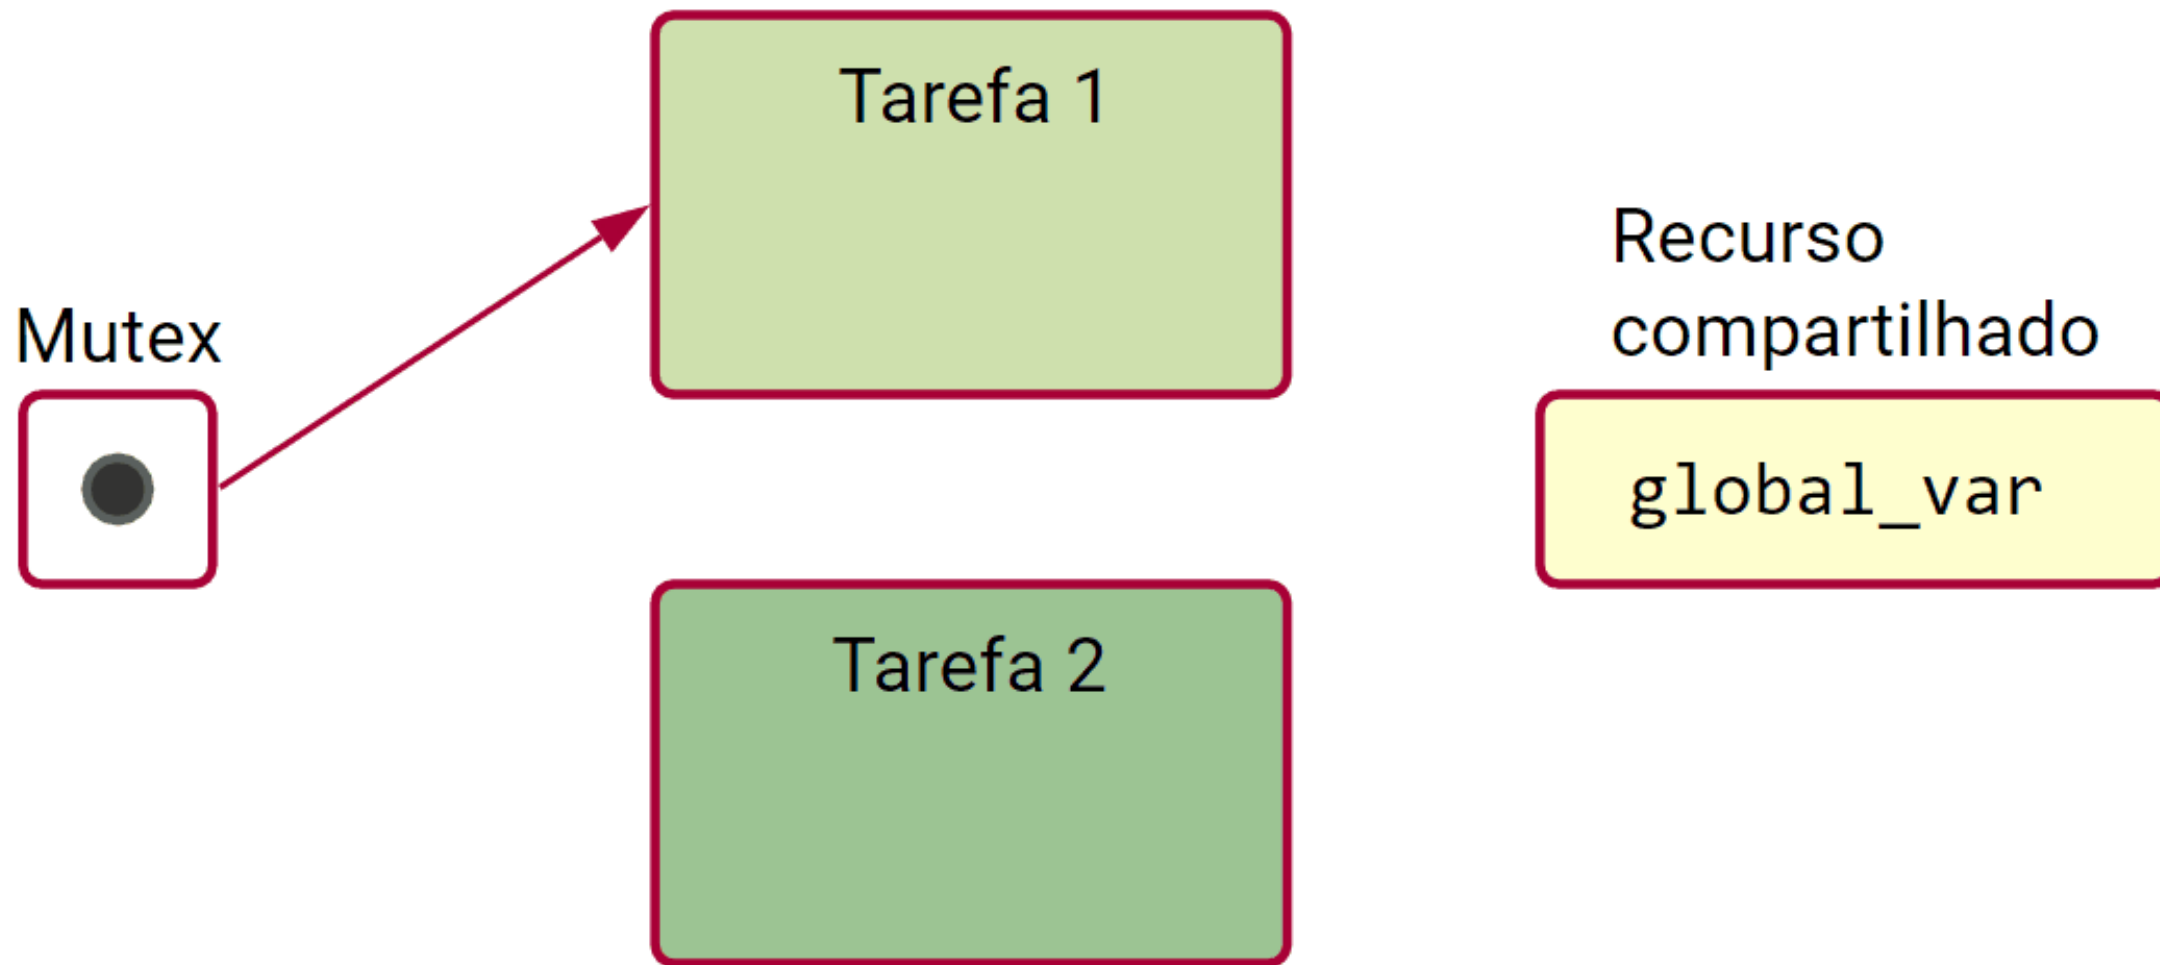 Tarefa 1
Recurso
compartilhado
Mutex
global_var
Tarefa 2